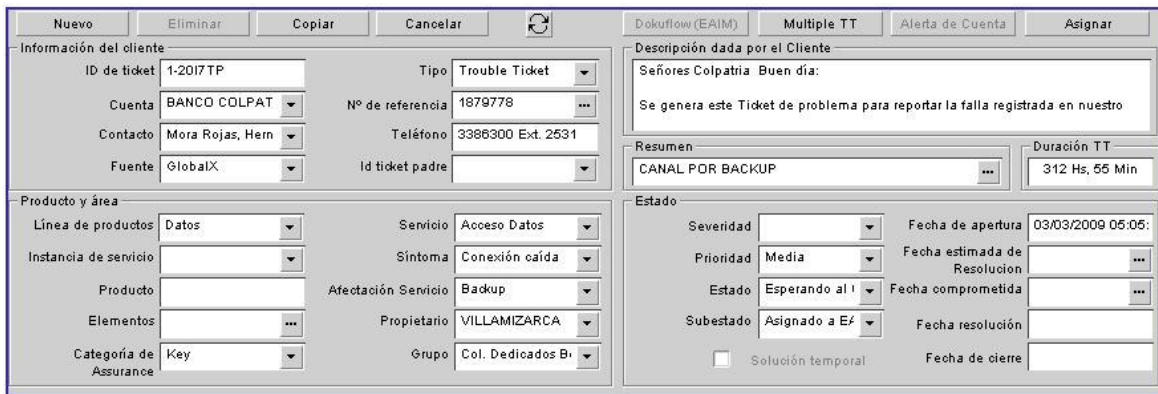 Nuevo Eliminar Copiar Cancelar Dokuflow (EAIM) Multiple TT Alerta de Cuenta Asignar
Información del cliente
ID de ticket 1-20I7TP Tipo Trouble Ticket
Cuenta BANCO COLPAT Nº de referencia 1879778 ...
Contacto Mora Rojas, Hern Teléfono 3386300 Ext. 2531
Fuente GlobalX Id ticket padre
Descripción dada por el Cliente
Señores Colpatria Buen día:
Se genera este Ticket de problema para reportar la falla registrada en nuestro
Resumen
CANAL POR BACKUP ...
Duración TT
312 Hs, 55 Min
Producto y área
Línea de productos Datos Servicio Acceso Datos
Instancia de servicio Síntoma Conexión caída
Producto Afectación Servicio Backup
Elementos ... Propietario VILLAMIZARCA
Categoría de Assurance Key Grupo Col. Dedicados
Estado
Severidad Fecha de apertura 03/03/2009 05:05:
Prioridad Media Fecha estimada de Resolucion ...
Estado Esperando al Fecha comprometida ...
Subestado Asignado a Fecha resolución
Solución temporal Fecha de cierre